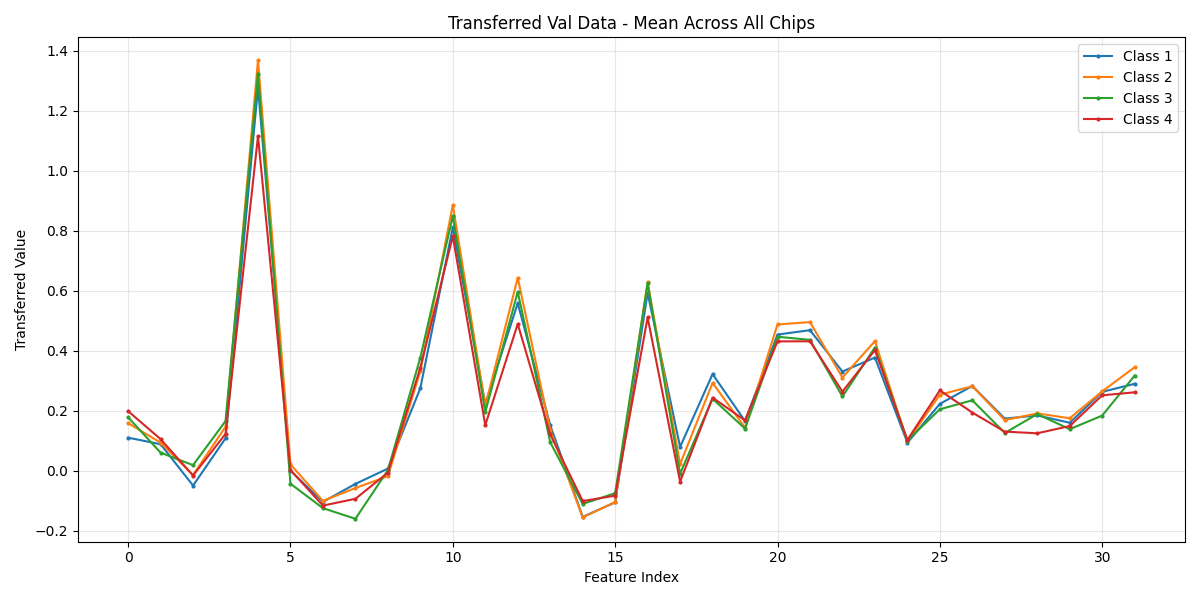 Transferred Val Data - Mean Across All Chips
Transferred Value
1.4
1.2
1.0
0.8
0.6
0.4
0.2
0.0
−0.2
0
5
10
15
20
25
30
Feature Index
Class 1
Class 2
Class 3
Class 4